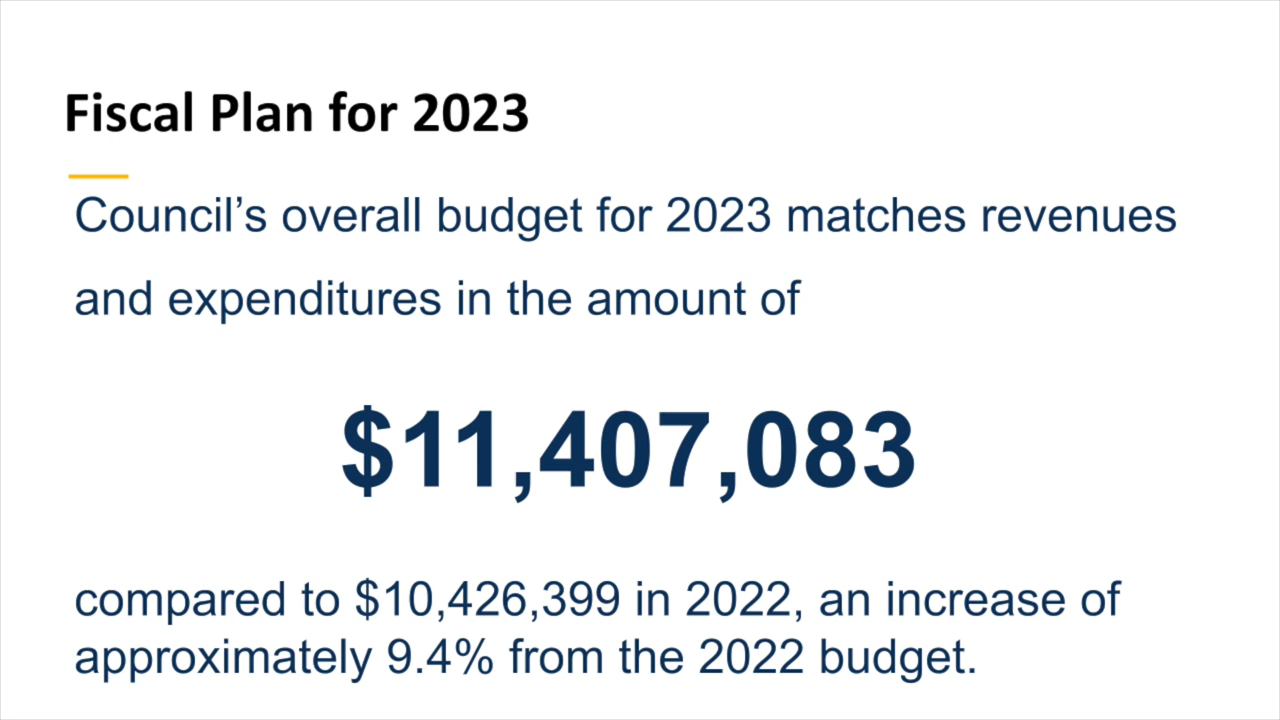 Fiscal Plan for 2023
Council’s overall budget for 2023 matches revenues
and expenditures in the amount of
$11,407,083
compared to $10,426,399 in 2022, an increase of
approximately 9.4% from the 2022 budget.